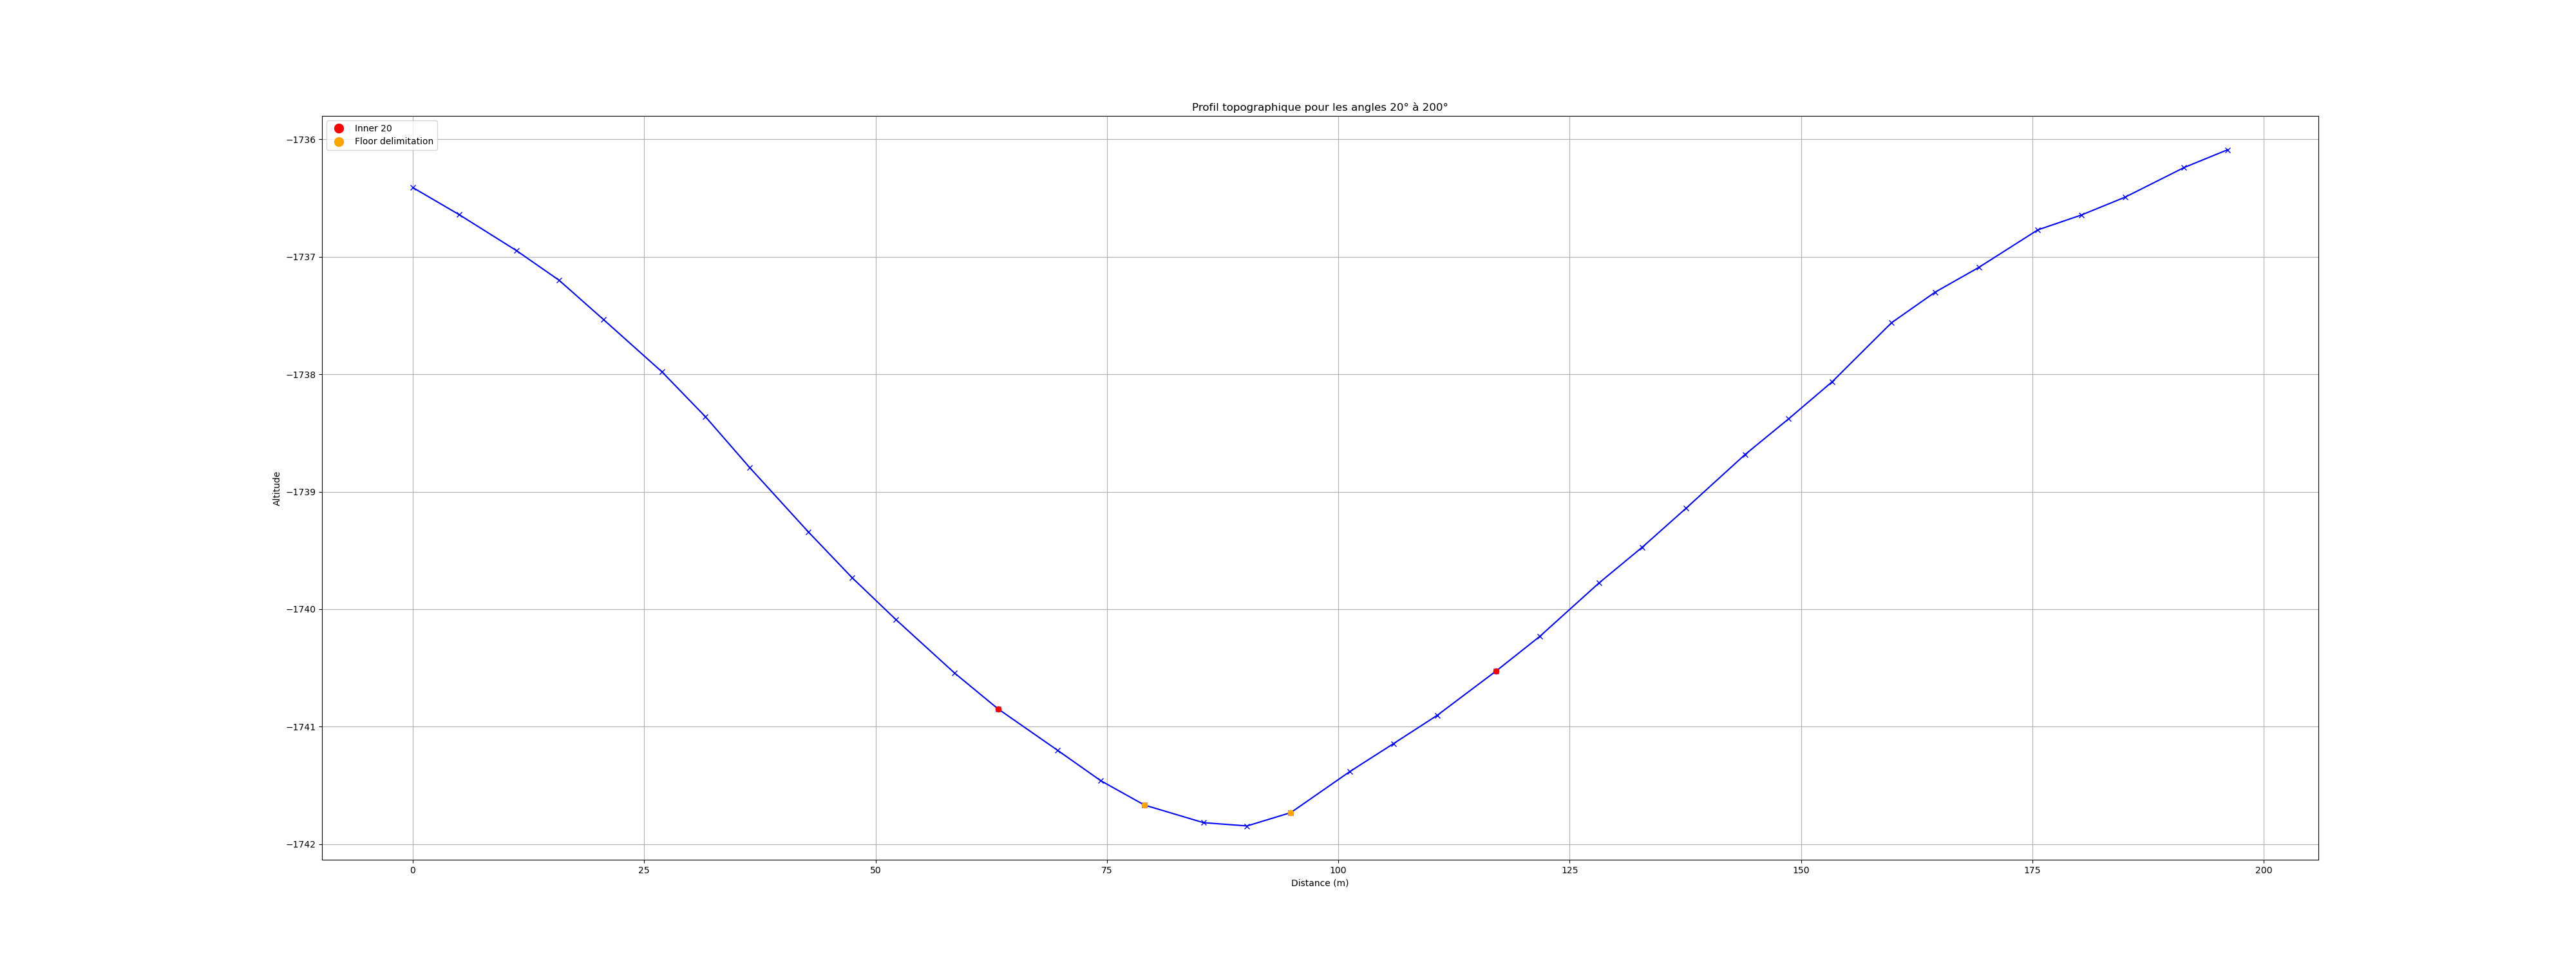 Profil topographique pour les angles 20° à 200°
Inner 20
Floor delimitation
−1736
−1737
−1738
−1739
−1740
−1741
−1742
Altitude
0 25 50 75 100 125 150 175 200
Distance (m)